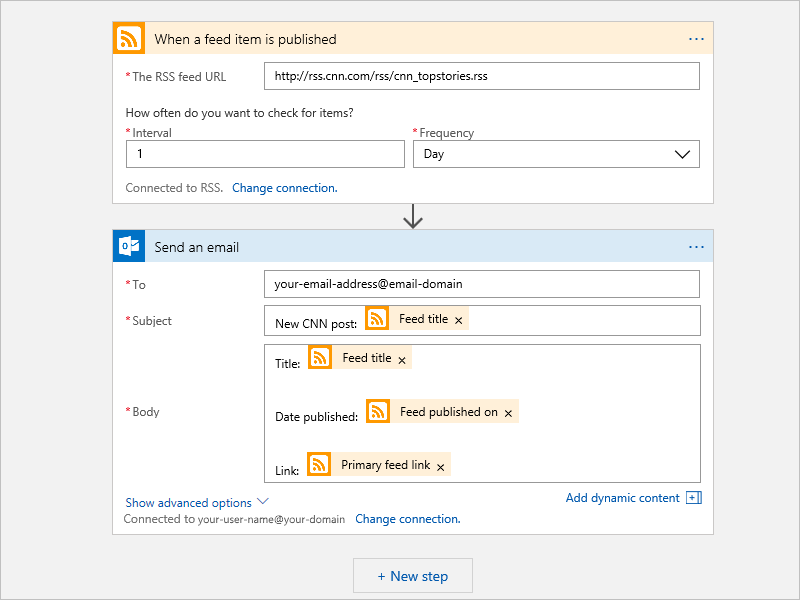 When a feed item is published ...
* The RSS feed URL http://rss.cnn.com/rss/cnn_topstories.rss
How often do you want to check for items?
* Interval * Frequency
1 Day
Connected to RSS. Change connection.
Send an email ...
* To your-email-address@email-domain
* Subject New CNN post: Feed title ×
Title: Feed title ×
* Body Date published: Feed published on ×
Link: Primary feed link ×
Show advanced options Add dynamic content
Connected to your-user-name@your-domain Change connection.
+ New step